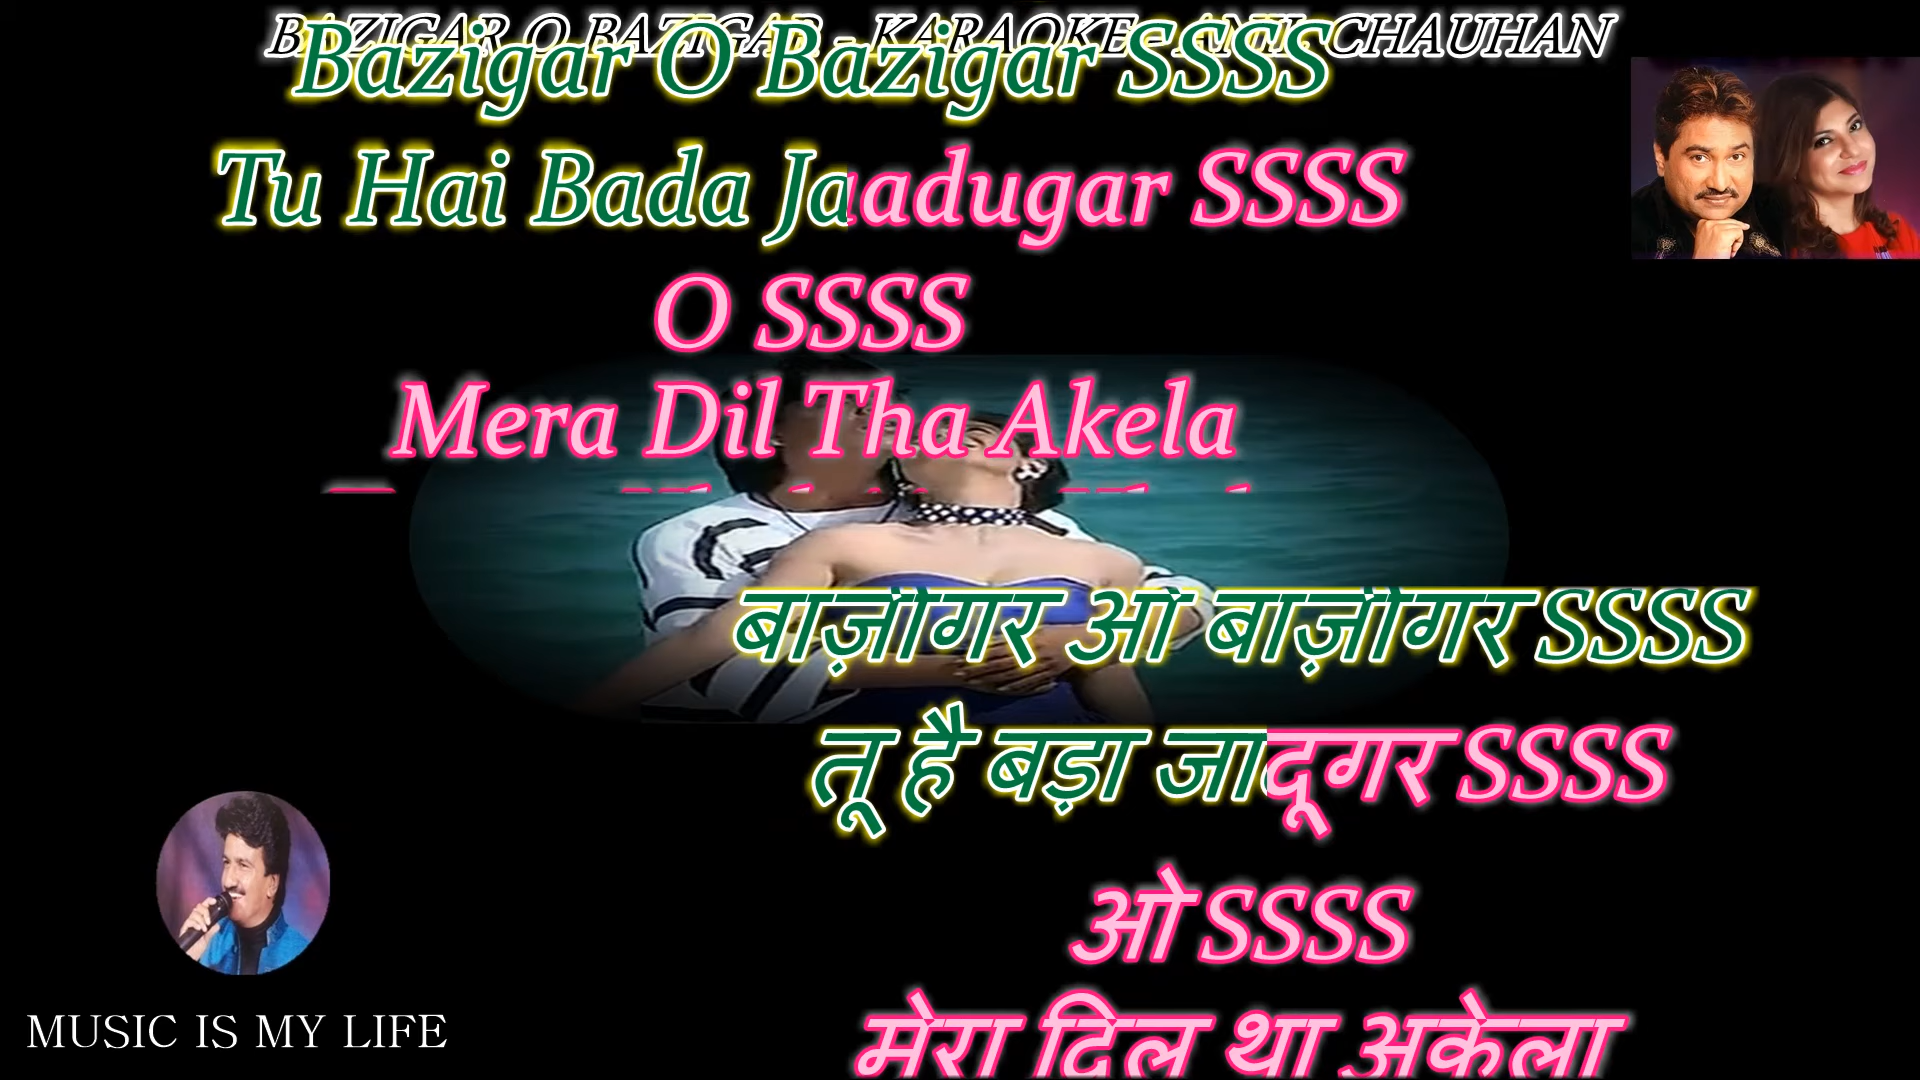 BAZIGAR O BAZIGAR - KARAOKE - ANIL CHAUHAN
Bazigar O Bazigar SSSS
Tu Hai Bada Jaadugar SSSS
O SSSS
Mera Dil Tha Akela
बाज़ीगर ओ बाज़ीगर SSSS
तू है बड़ा जादूगर SSSS
ओ SSSS
मेरा दिल था अकेला
MUSIC IS MY LIFE